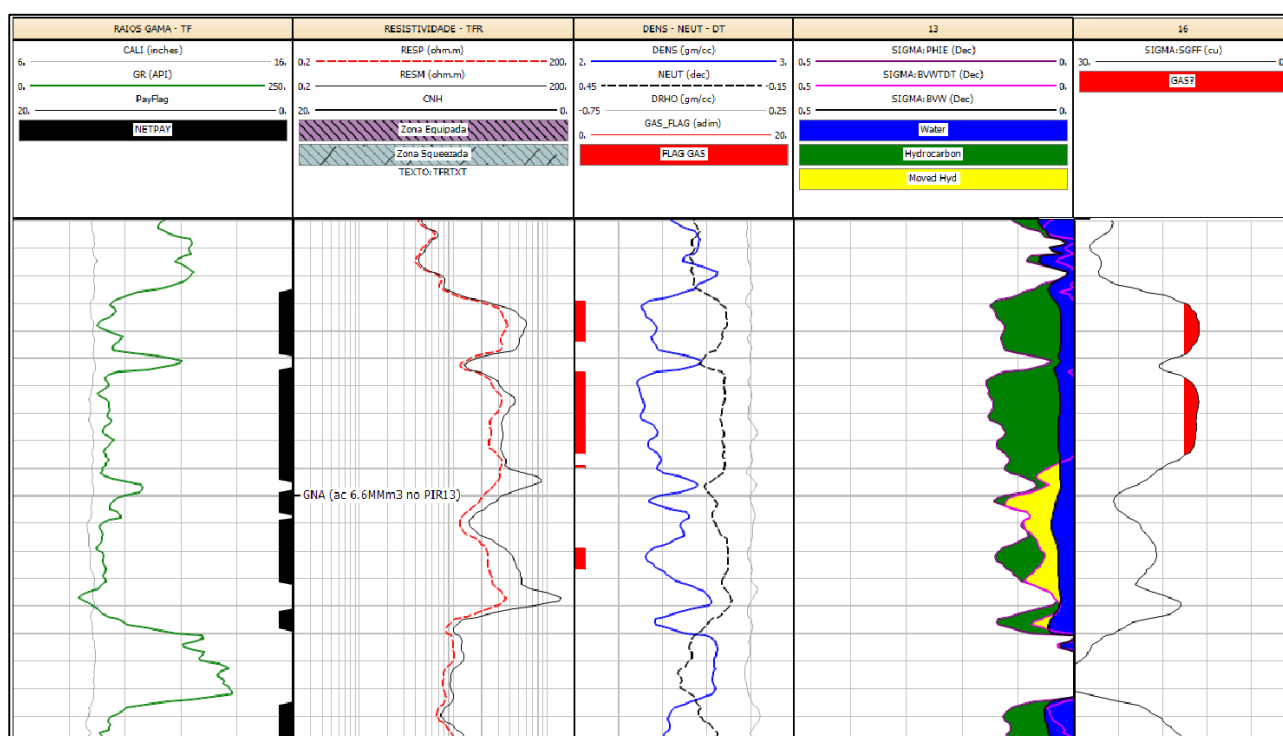 RAIOS GAMA - TF
CALI (inches)
6. 16.
GR (API)
0. 250.
PayFlag
20. 0.
NETPAY
RESISTIVIDADE - TFR
RESP (ohm.m)
0.2 200.
RESM (ohm.m)
0.2 200.
CNH
20. 0.
Zona Equipada
Zona Squeezada
TEXTO:TFRTXT
DENS - NEUT - DT
DENS (gm/cc)
2. 3.
NEUT (dec)
0.45 -0.15
DRHO (gm/cc)
-0.75 0.25
GAS_FLAG (adim)
0. 20.
FLAG GAS
13
SIGMA:PHIE (Dec)
0.5 0.
SIGMA:BVWTDT (Dec)
0.5 0.
SIGMA:BVW (Dec)
0.5 0.
Water
Hydrocarbon
Moved Hyd
16
SIGMA:SGFF (cu)
30. 0
GAS?
GNA (ac 6.6MMm3 no PIR13)